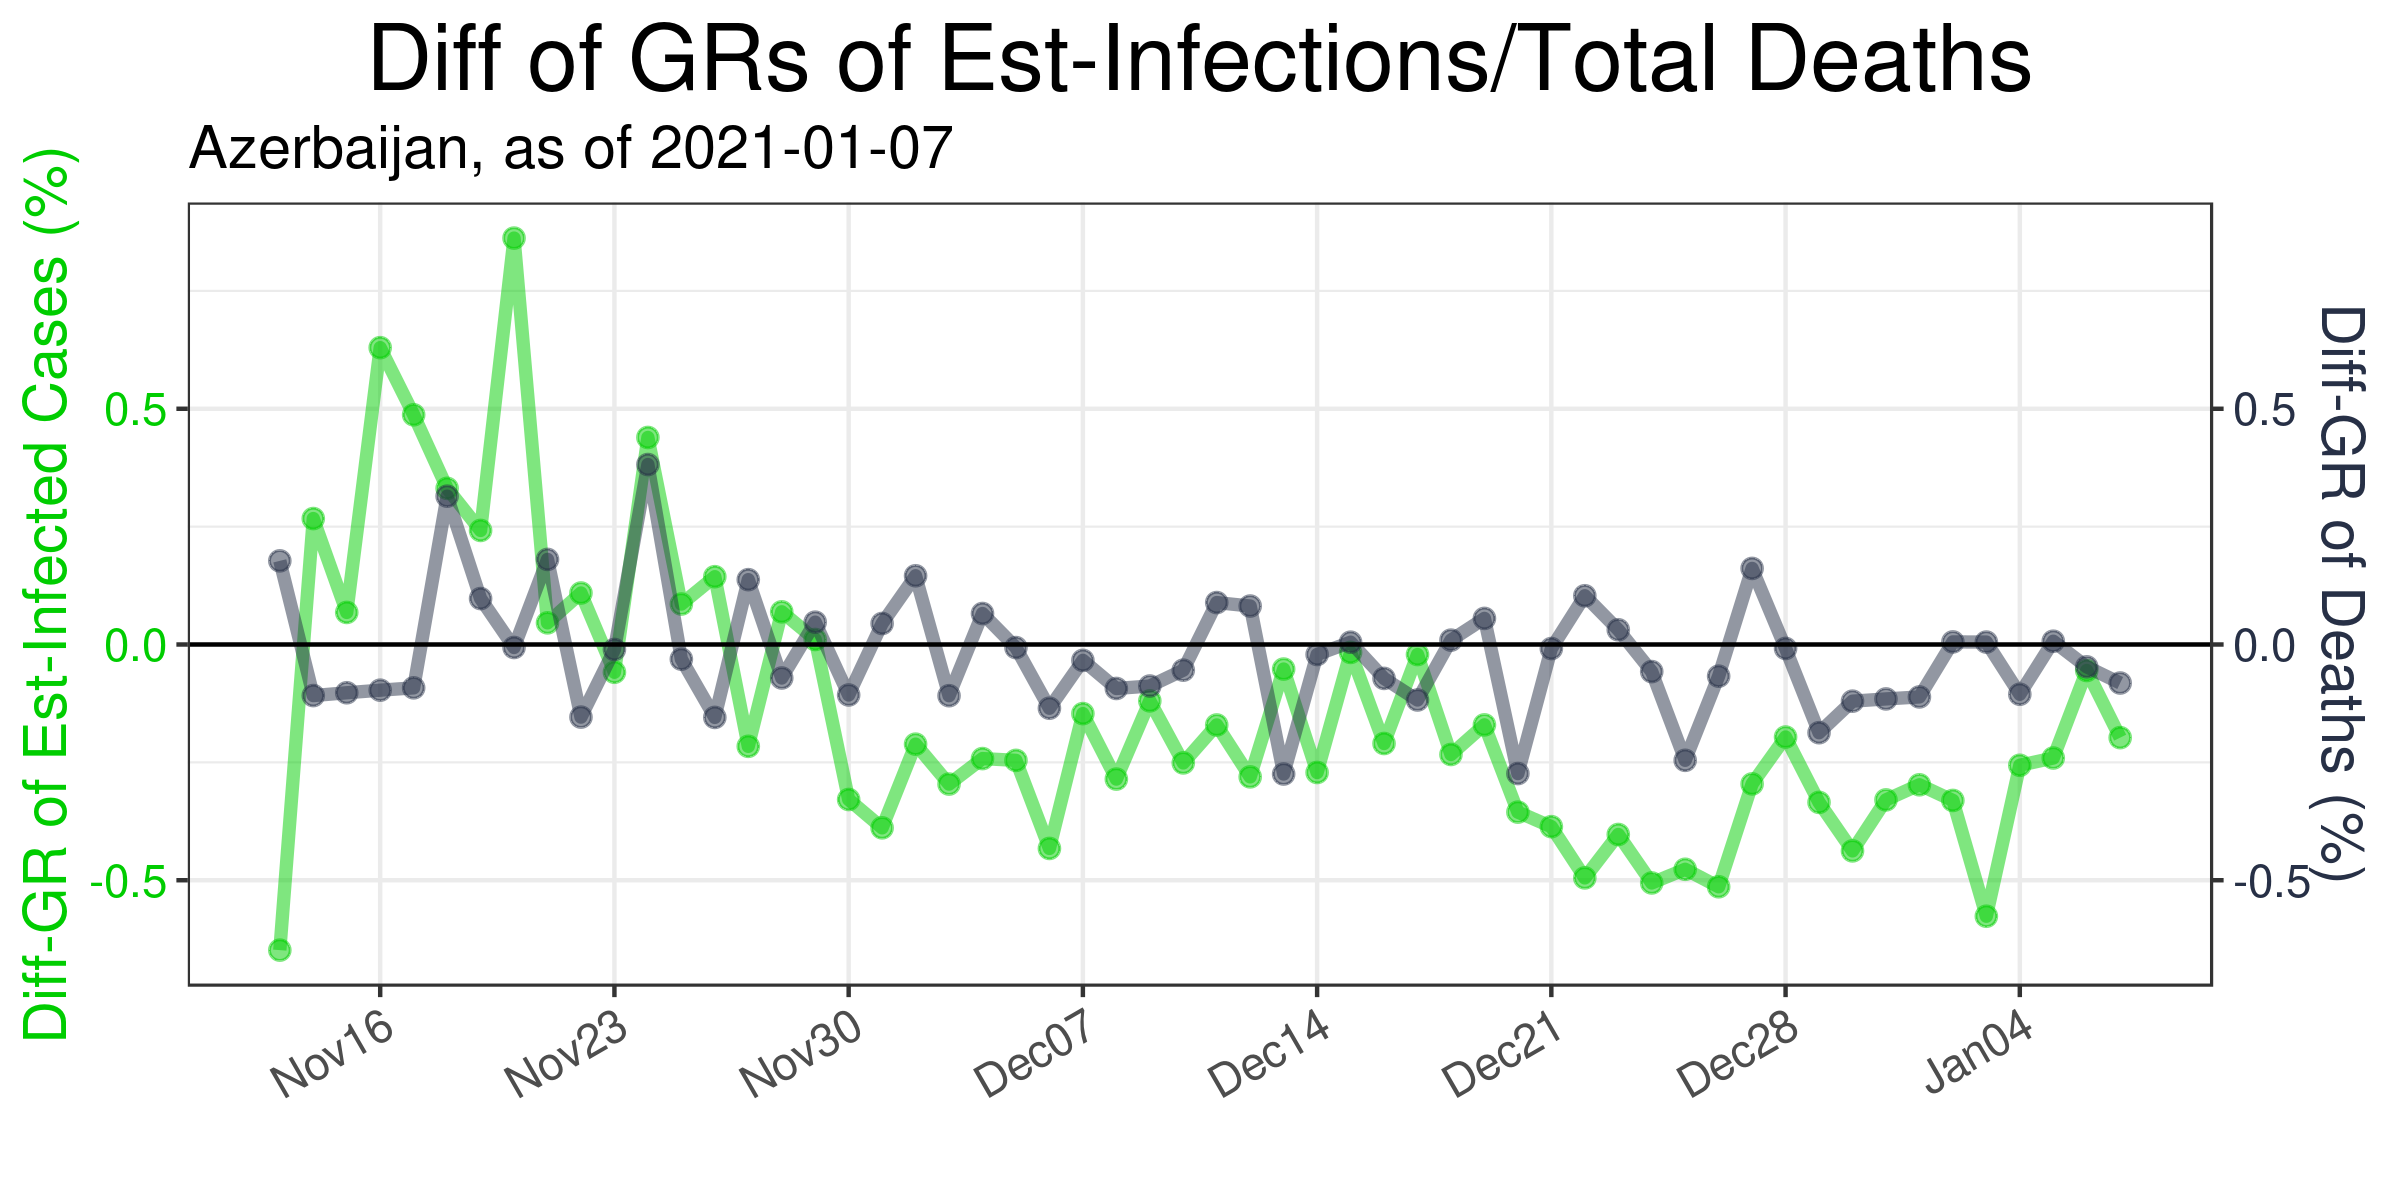 Diff of GRs of Est-Infections/Total Deaths
Azerbaijan, as of 2021-01-07
Diff-GR of Est-Infected Cases (%)
0.5
0.0
-0.5
0.5
0.0
-0.5
Diff-GR of Deaths (%)
Nov16
Nov23
Nov30
Dec07
Dec14
Dec21
Dec28
Jan04